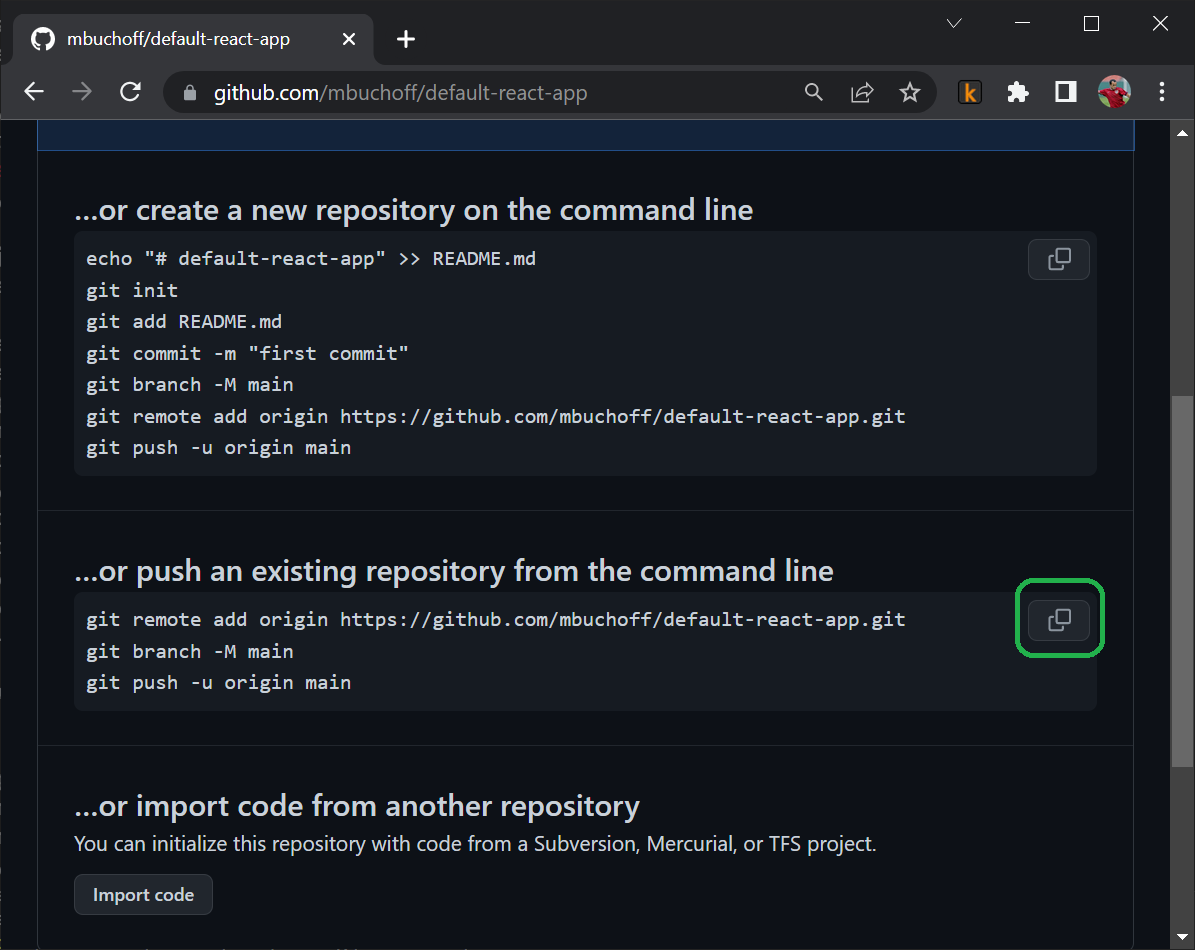 mbuchoff/default-react-app
github.com/mbuchoff/default-react-app
k
...or create a new repository on the command line
echo "# default-react-app" >> README.md
git init
git add README.md
git commit -m "first commit"
git branch -M main
git remote add origin https://github.com/mbuchoff/default-react-app.git
git push -u origin main
...or push an existing repository from the command line
git remote add origin https://github.com/mbuchoff/default-react-app.git
git branch -M main
git push -u origin main
...or import code from another repository
You can initialize this repository with code from a Subversion, Mercurial, or TFS project.
Import code